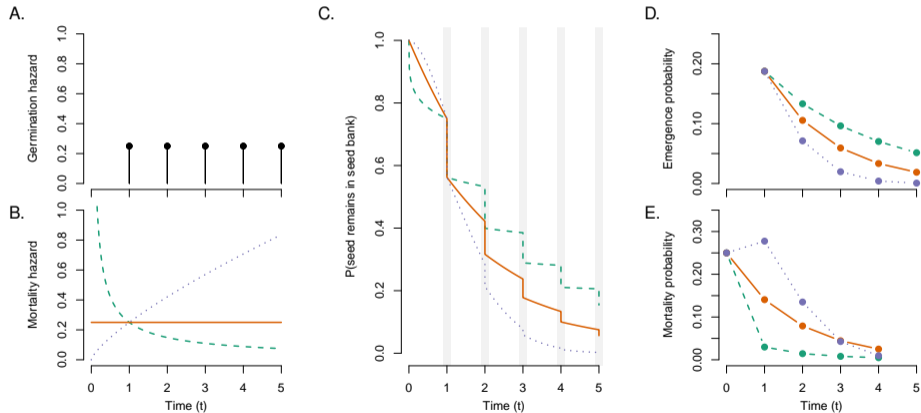 A.
Germination hazard
0.0 0.2 0.4 0.6 0.8 1.0
B.
Mortality hazard
0.0 0.2 0.4 0.6 0.8 1.0
0 1 2 3 4 5
Time (t)
C.
P(seed remains in seed bank)
0.0 0.2 0.4 0.6 0.8 1.0
0 1 2 3 4 5
Time (t)
D.
Emergence probability
0.00 0.10 0.20
E.
Mortality probability
0.00 0.10 0.20 0.30
0 1 2 3 4 5
Time (t)